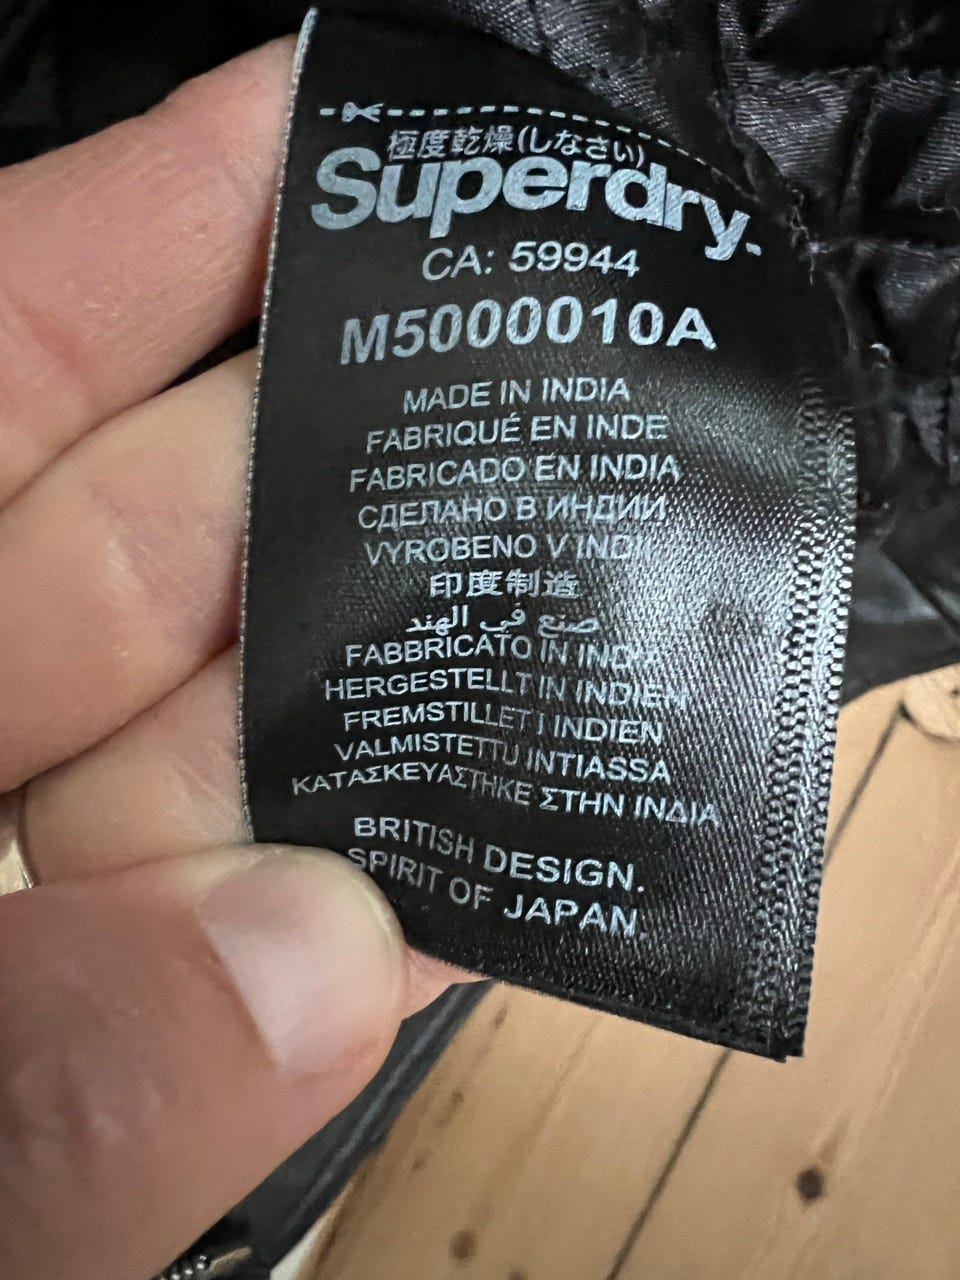 極度乾燥(しなさい)
Superdry.
CA: 59944
M5000010A
MADE IN INDIA
FABRIQUÉ EN INDE
FABRICADO EN INDIA
СДЕЛАНО В ИНДИИ
VYROBENO V INDII
印度制造
صنع في الهند
FABBRICATO IN INDIA
HERGESTELLT IN INDIEN
FREMSTILLET I INDIEN
VALMISTETTU INTIASSA
ΚΑΤΑΣΚΕΥΑΣΤΗΚΕ ΣΤΗΝ ΙΝΔΙΑ
BRITISH DESIGN.
SPIRIT OF JAPAN.